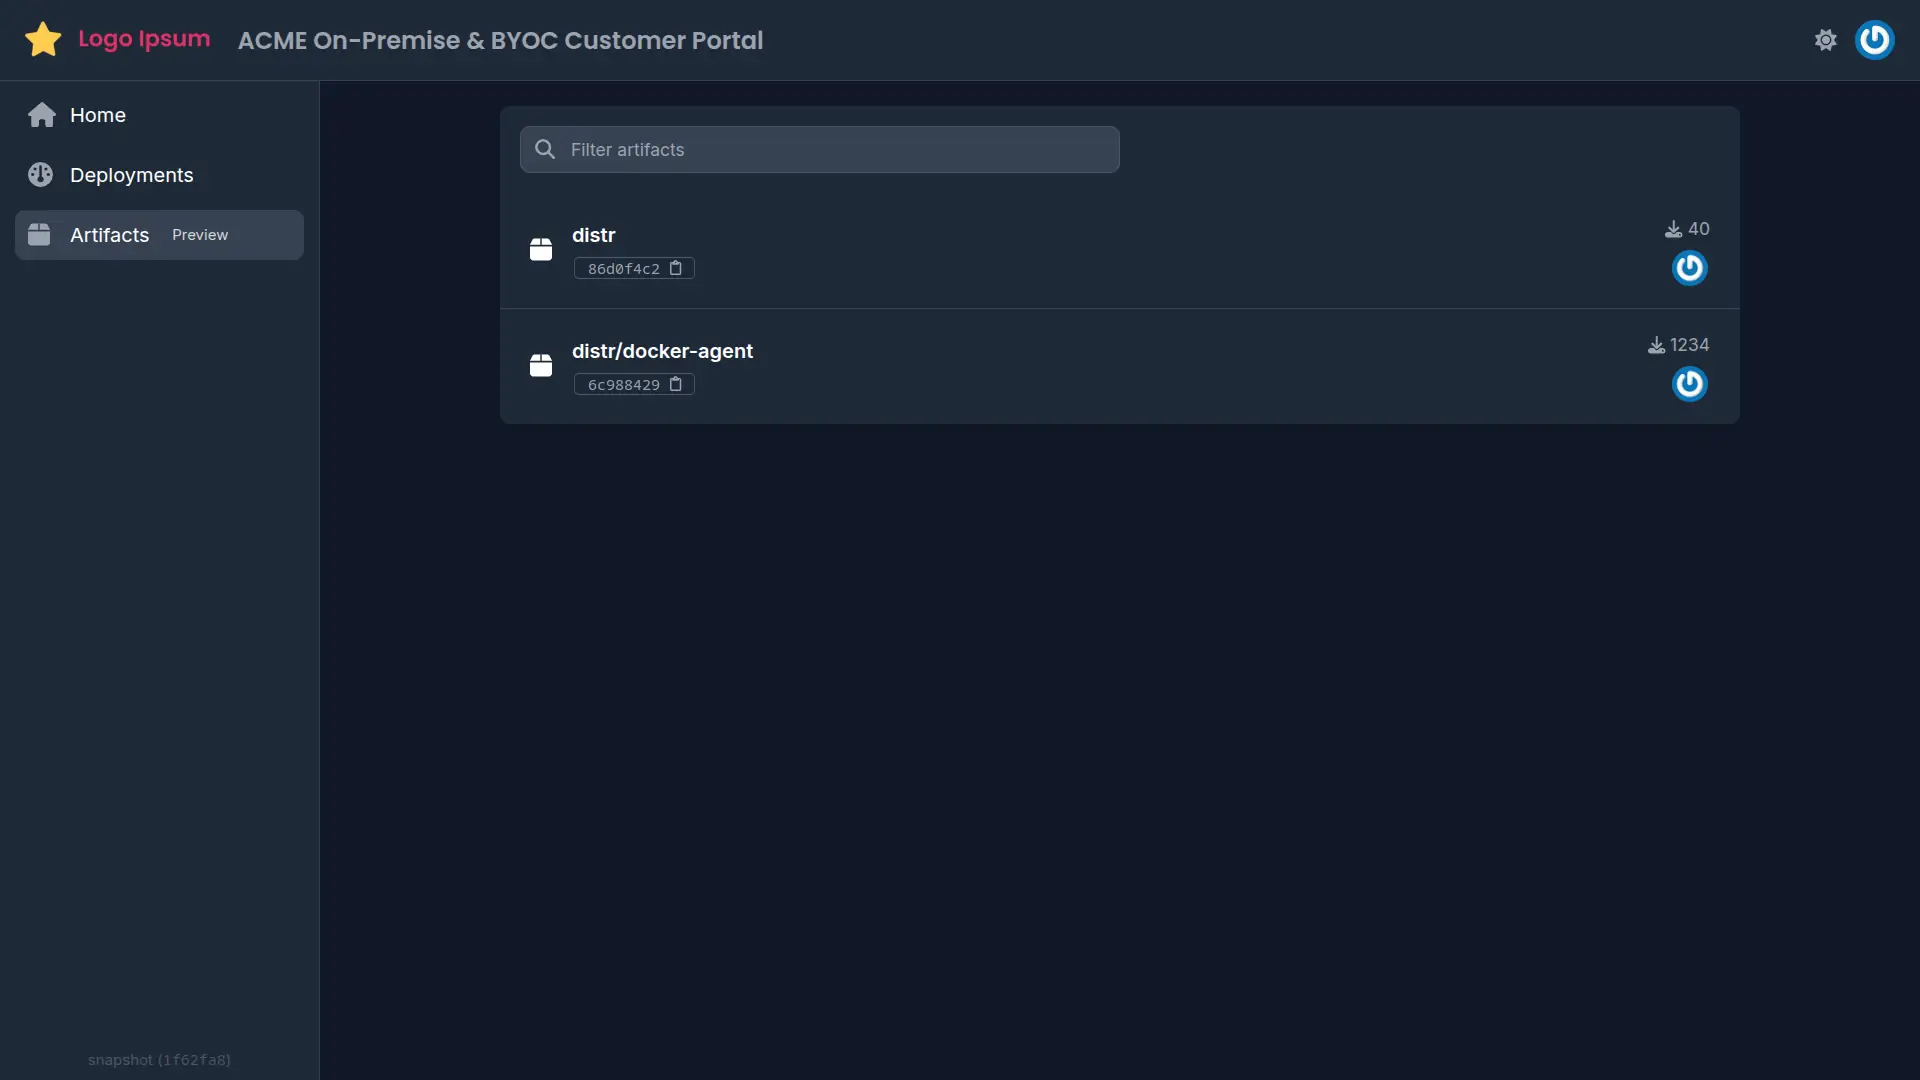 Logo Ipsum
ACME On-Premise & BYOC Customer Portal
Home
Deployments
Artifacts Preview
Filter artifacts
distr
86d0f4c2
40
distr/docker-agent
6c988429
1234
snapshot (1f62fa8)